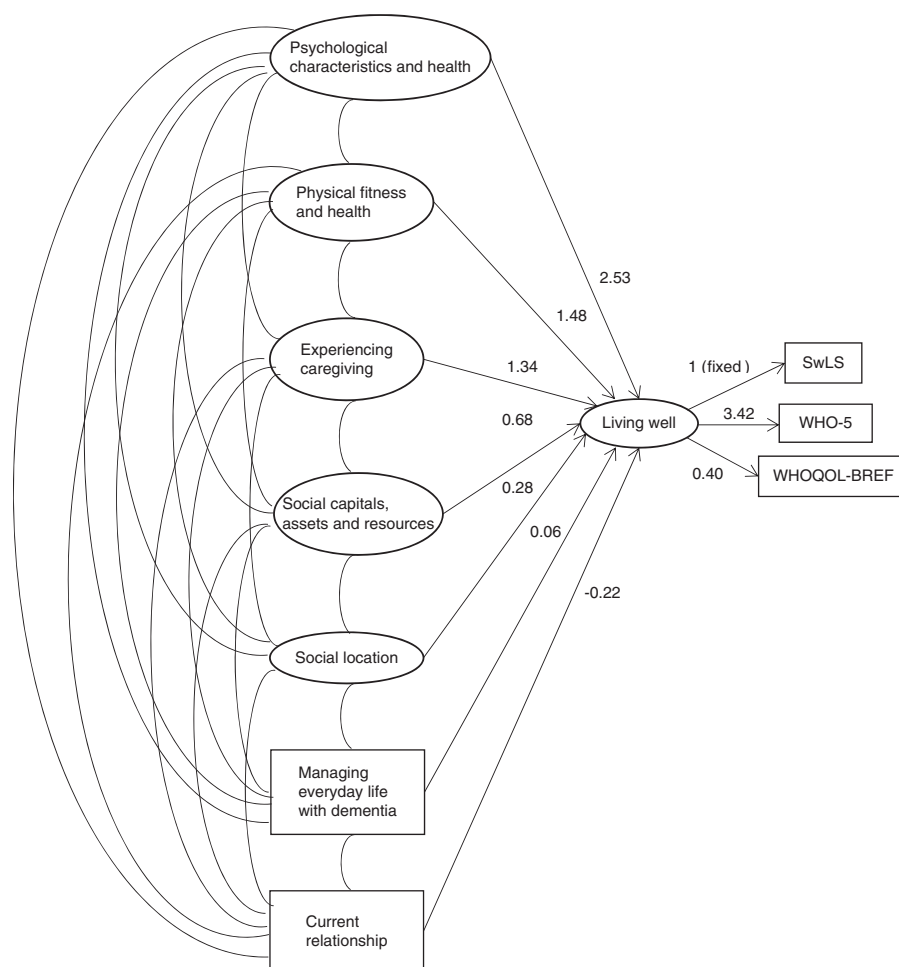 Psychological
characteristics and health
Physical fitness
and health
2.53
1.48
Experiencing
caregiving
1.34
1 (fixed )
SwLS
0.68
Living well
3.42
WHO-5
0.40
WHOQOL-BREF
Social capitals,
assets and resources
0.28
0.06
-0.22
Social location
Managing
everyday life
with dementia
Current
relationship